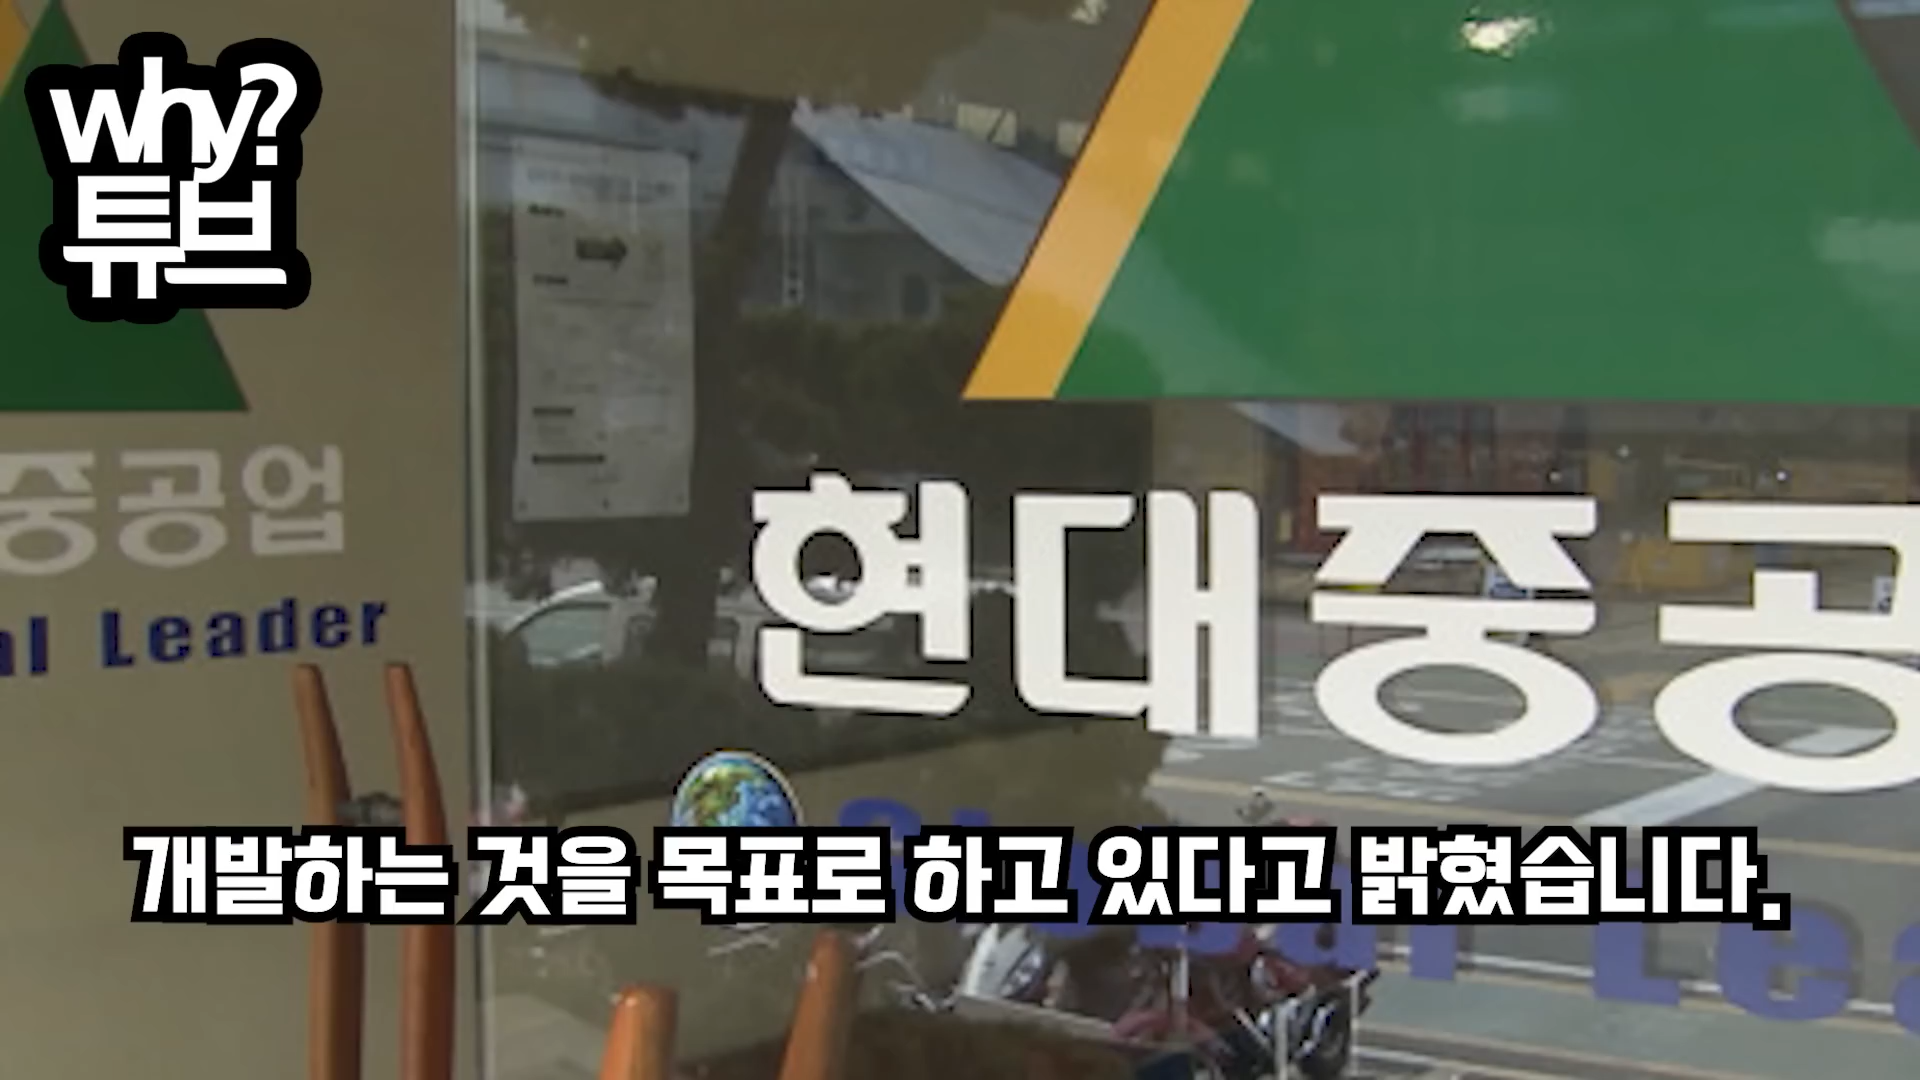 why?
튜브
중공업
al Leader
현대중공
개발하는 것을 목표로 하고 있다고 밝혔습니다.